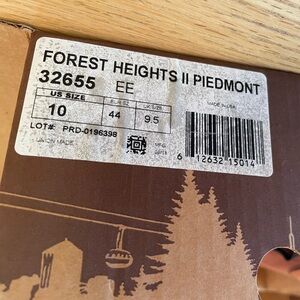 FOREST HEIGHTS II PIEDMONT
32655 EE
US SIZE
10 44 9.5
MADE IN USA
LOT#: PRD-0196398
UNION MADE
6 12632 15014